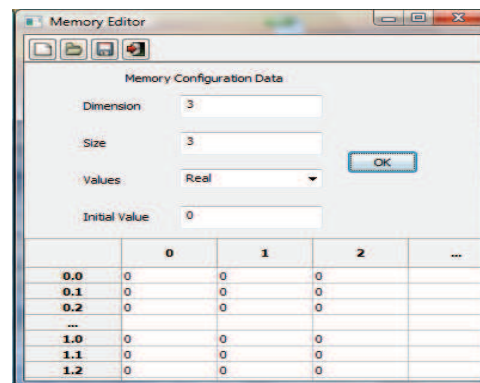 Memory Editor
Memory Configuration Data
Dimension 3
Size 3
OK
Values Real
Initial Value 0
0 1 2 ...
0.0 0 0 0
0.1 0 0 0
0.2 0 0 0
...
1.0 0 0 0
1.1 0 0 0
1.2 0 0 0